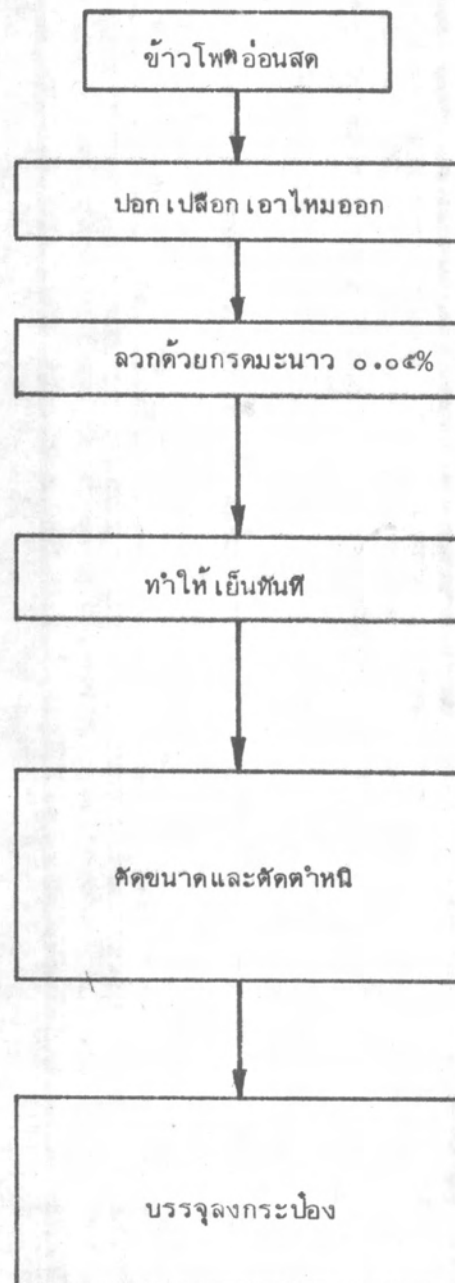 ข้าวโพดอ่อนสด
ปอกเปลือกเอาไหมออก
ลวกด้วยกรดมะนาว ๐.๐๕%
ทำให้เย็นทันที
คัดขนาดและตัดตำหนิ
บรรจุลงกระป๋อง